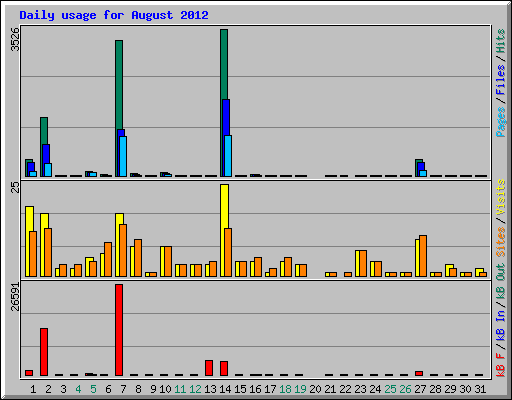 Daily usage for August 2012
3526
Pages / Files / Hits
25
Sites / Visits
26591
kB F / kB In / kB Out
1 2 3 4 5 6 7 8 9 10 11 12 13 14 15 16 17 18 19 20 21 22 23 24 25 26 27 28 29 30 31